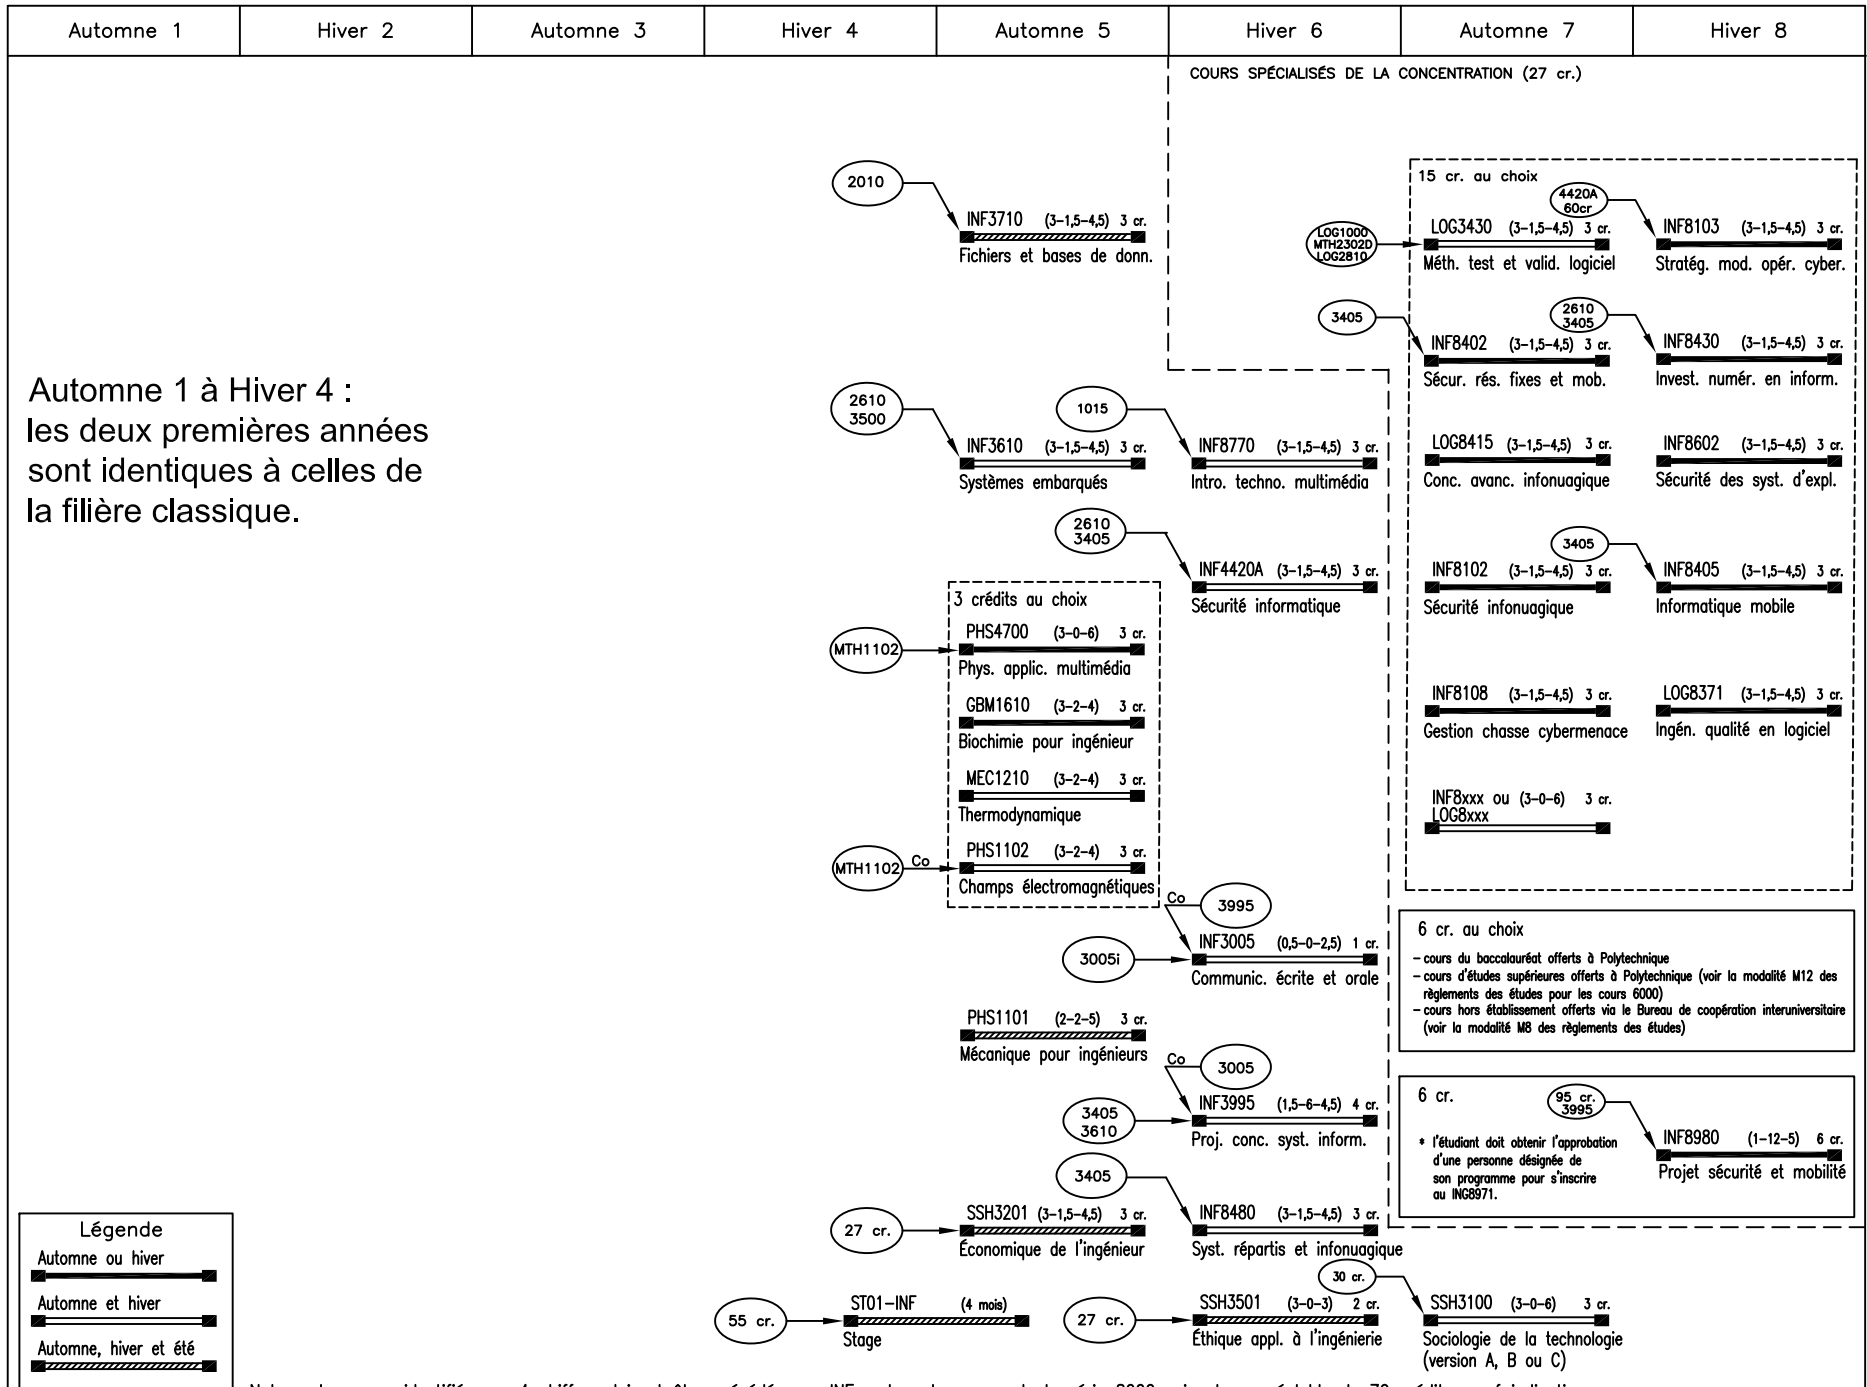 Automne 1
Hiver 2
Automne 3
Hiver 4
Automne 5
Hiver 6
Automne 7
Hiver 8
COURS SPÉCIALISÉS DE LA CONCENTRATION (27 cr.)
Automne 1 à Hiver 4 :
les deux premières années
sont identiques à celles de
la filière classique.
2010
INF3710 (3-1,5-4,5) 3 cr.
Fichiers et bases de donn.
2610
3500
INF3610 (3-1,5-4,5) 3 cr.
Systèmes embarqués
3 crédits au choix
MTH1102
PHS4700 (3-0-6) 3 cr.
Phys. applic. multimédia
GBM1610 (3-2-4) 3 cr.
Biochimie pour ingénieur
MEC1210 (3-2-4) 3 cr.
Thermodynamique
MTH1102
Co
PHS1102 (3-2-4) 3 cr.
Champs électromagnétiques
PHS1101 (2-2-5) 3 cr.
Mécanique pour ingénieurs
27 cr.
SSH3201 (3-1,5-4,5) 3 cr.
Économique de l'ingénieur
55 cr.
ST01-INF (4 mois)
Stage
1015
INF8770 (3-1,5-4,5) 3 cr.
Intro. techno. multimédia
2610
3405
INF4420A (3-1,5-4,5) 3 cr.
Sécurité informatique
Co
3995
3005i
INF3005 (0,5-0-2,5) 1 cr.
Communic. écrite et orale
Co
3005
3405
3610
INF3995 (1,5-6-4,5) 4 cr.
Proj. conc. syst. inform.
3405
INF8480 (3-1,5-4,5) 3 cr.
Syst. répartis et infonuagique
27 cr.
SSH3501 (3-0-3) 2 cr.
Éthique appl. à l'ingénierie
15 cr. au choix
LOG1000
MTH2302D
LOG2810
LOG3430 (3-1,5-4,5) 3 cr.
Méth. test et valid. logiciel
4420A
60cr
INF8103 (3-1,5-4,5) 3 cr.
Stratég. mod. opér. cyber.
3405
INF8402 (3-1,5-4,5) 3 cr.
Sécur. rés. fixes et mob.
2610
3405
INF8430 (3-1,5-4,5) 3 cr.
Invest. numér. en inform.
LOG8415 (3-1,5-4,5) 3 cr.
Conc. avanc. infonuagique
INF8602 (3-1,5-4,5) 3 cr.
Sécurité des syst. d'expl.
INF8102 (3-1,5-4,5) 3 cr.
Sécurité infonuagique
3405
INF8405 (3-1,5-4,5) 3 cr.
Informatique mobile
INF8108 (3-1,5-4,5) 3 cr.
Gestion chasse cybermenace
LOG8371 (3-1,5-4,5) 3 cr.
Ingén. qualité en logiciel
INF8xxx ou (3-0-6) 3 cr.
LOG8xxx
6 cr. au choix
- cours du baccalauréat offerts à Polytechnique
- cours d'études supérieures offerts à Polytechnique (voir la modalité M12 des
règlements des études pour les cours 6000)
- cours hors établissement offerts via le Bureau de coopération interuniversitaire
(voir la modalité M8 des règlements des études)
6 cr.
* l'étudiant doit obtenir l'approbation
d'une personne désignée de
son programme pour s'inscrire
au ING8971.
95 cr.
3995
INF8980 (1-12-5) 6 cr.
Projet sécurité et mobilité
30 cr.
SSH3100 (3-0-6) 3 cr.
Sociologie de la technologie
(version A, B ou C)
Légende
Automne ou hiver
Automne et hiver
Automne, hiver et été